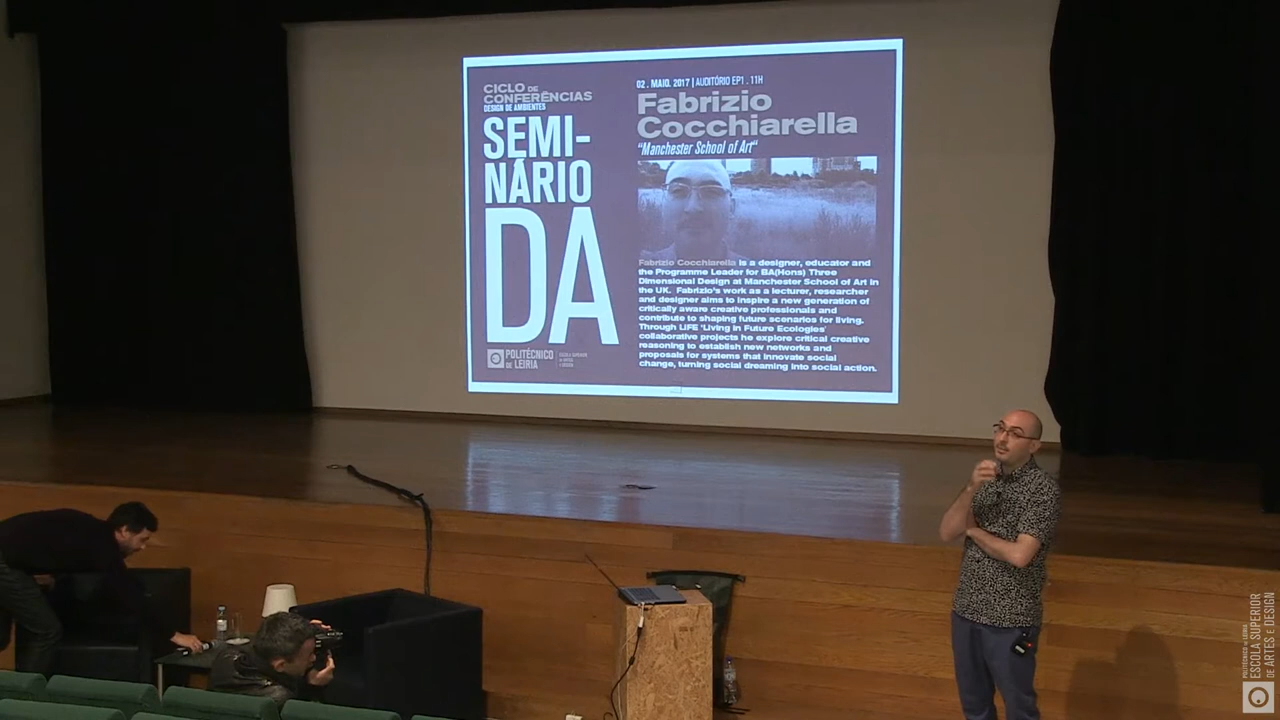 CICLO DE
CONFERÊNCIAS
DESIGN DE AMBIENTES
SEMI-
NÁRIO
DA
POLITÉCNICO
DE LEIRIA
ESCOLA SUPERIOR
02 . MAIO. 2017 | AUDITÓRIO EP1 . 11H
Fabrizio
Cocchiarella
"Manchester School of Art"
Fabrizio Cocchiarella is a designer, educator and
the Programme Leader for BA(Hons) Three
Dimensional Design at Manchester School of Art in
the UK. Fabrizio's work as a lecturer, researcher
and designer aims to inspire a new generation of
critically aware creative professionals and
contribute to shaping future scenarios for living.
Through LIFE 'Living in Future Ecologies'
collaborative projects he explore critical creative
reasoning to establish new networks and
proposals for systems that innovate social
change, turning social dreaming into social action.
POLITÉCNICO DE LEIRIA
ESCOLA SUPERIOR
DE ARTES E DESIGN